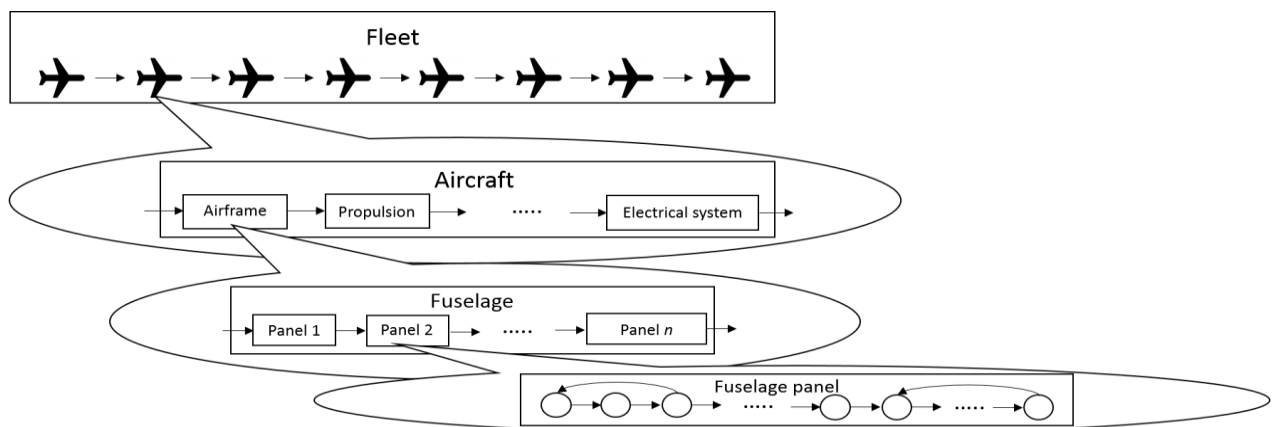 Fleet
Aircraft
Airframe Propulsion ..... Electrical system
Fuselage
Panel 1 Panel 2 ..... Panel n
Fuselage panel
..... .....